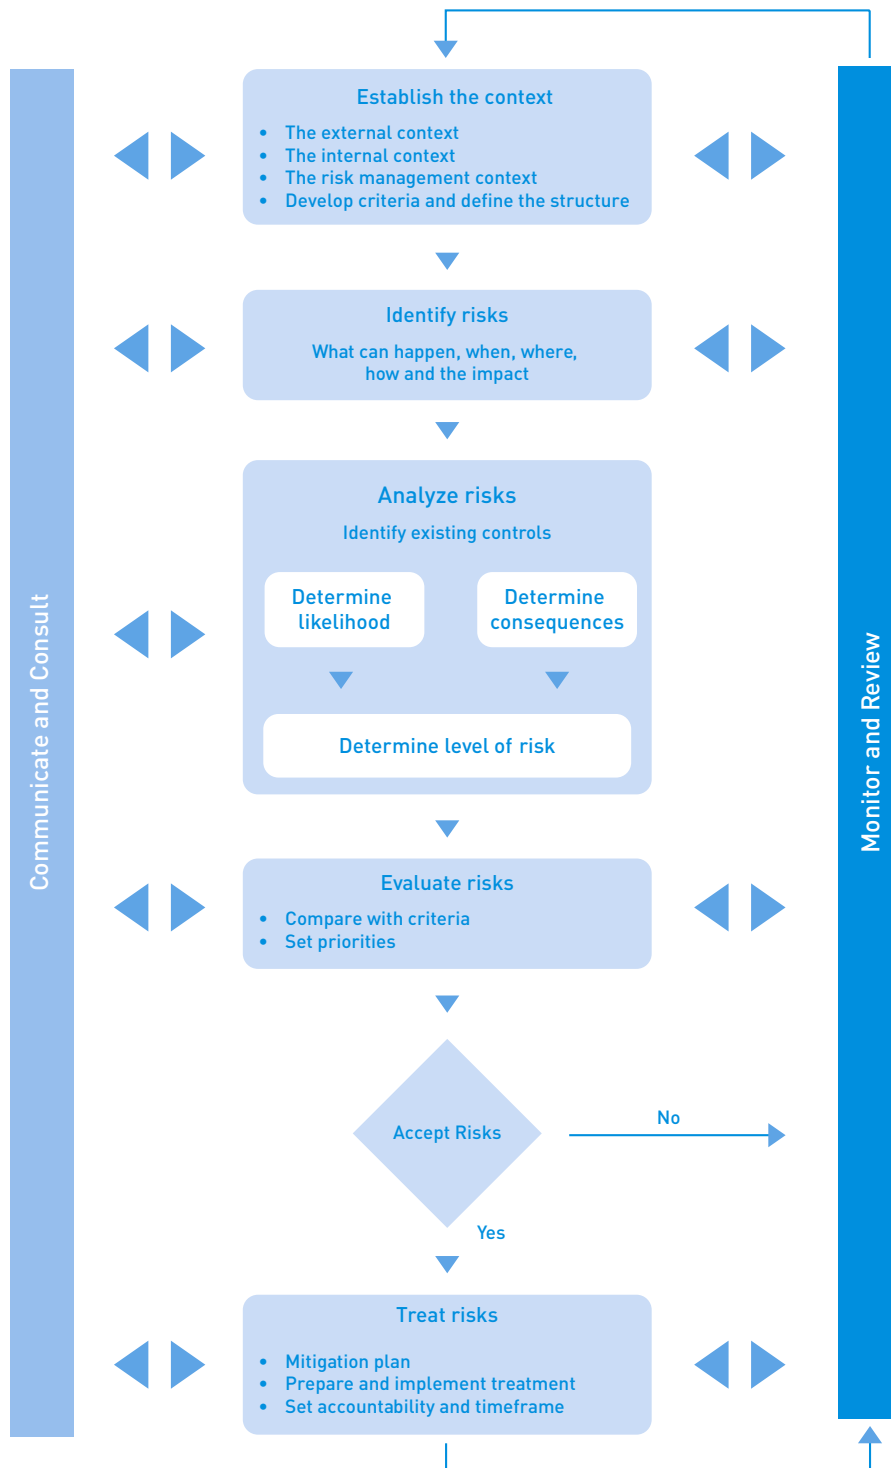 Establish the context
• The external context
• The internal context
• The risk management context
• Develop criteria and define the structure
Identify risks
What can happen, when, where,
how and the impact
Analyze risks
Identify existing controls
Determine
likelihood
Determine
consequences
Determine level of risk
Communicate and Consult
Monitor and Review
Evaluate risks
• Compare with criteria
• Set priorities
Accept Risks
No
Yes
Treat risks
• Mitigation plan
• Prepare and implement treatment
• Set accountability and timeframe